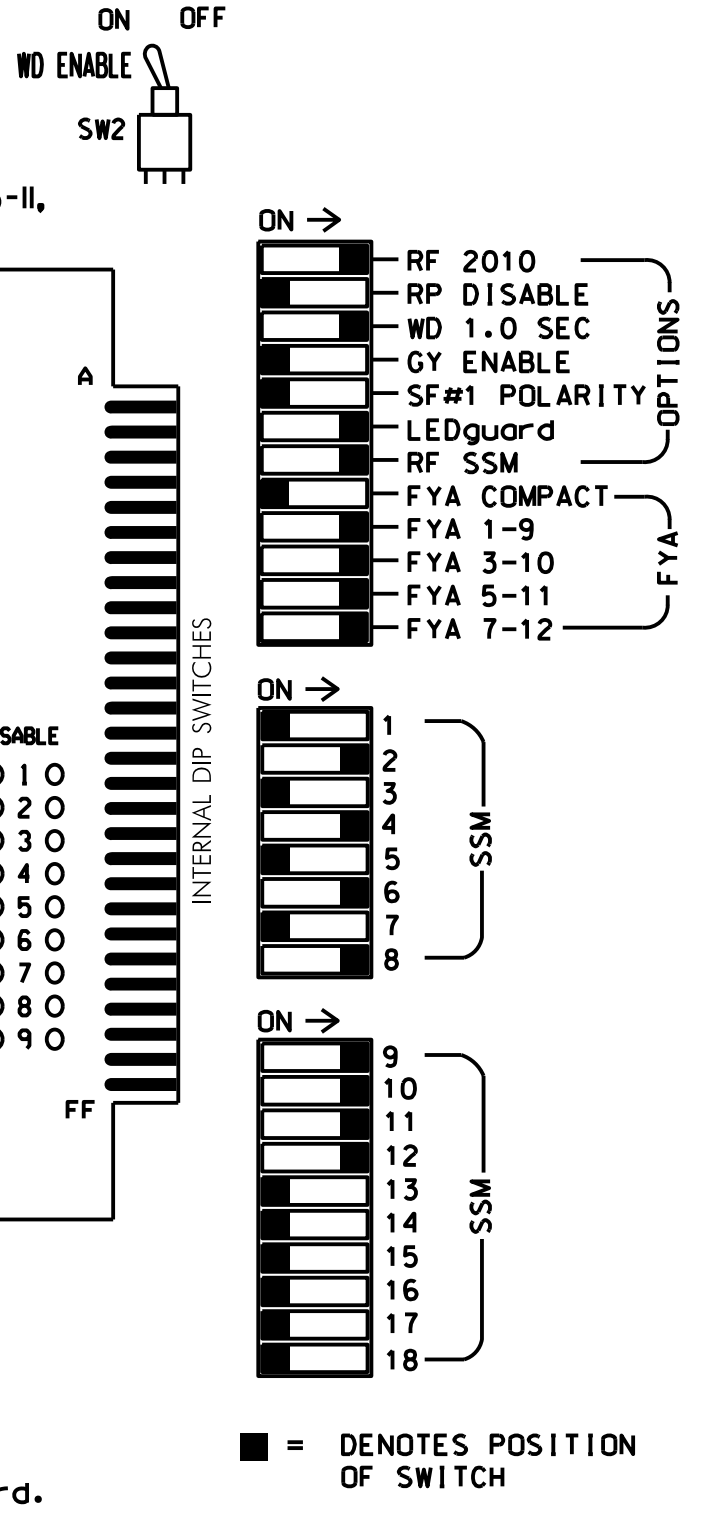 ON OFF
WD ENABLE
SW2
-II,
ON →
RF 2010
RP DISABLE
WD 1.0 SEC
GY ENABLE
SF#1 POLARITY
LEDguard
RF SSM
OPTIONS
FYA COMPACT
FYA 1-9
FYA 3-10
FYA 5-11
FYA 7-12
FYA
A
FF
INTERNAL DIP SWITCHES
SABLE
1
2
3
4
5
6
7
8
9
ON →
1
2
3
4
5
6
7
8
SSM
ON →
9
10
11
12
13
14
15
16
17
18
SSM
= DENOTES POSITION
OF SWITCH
rd.